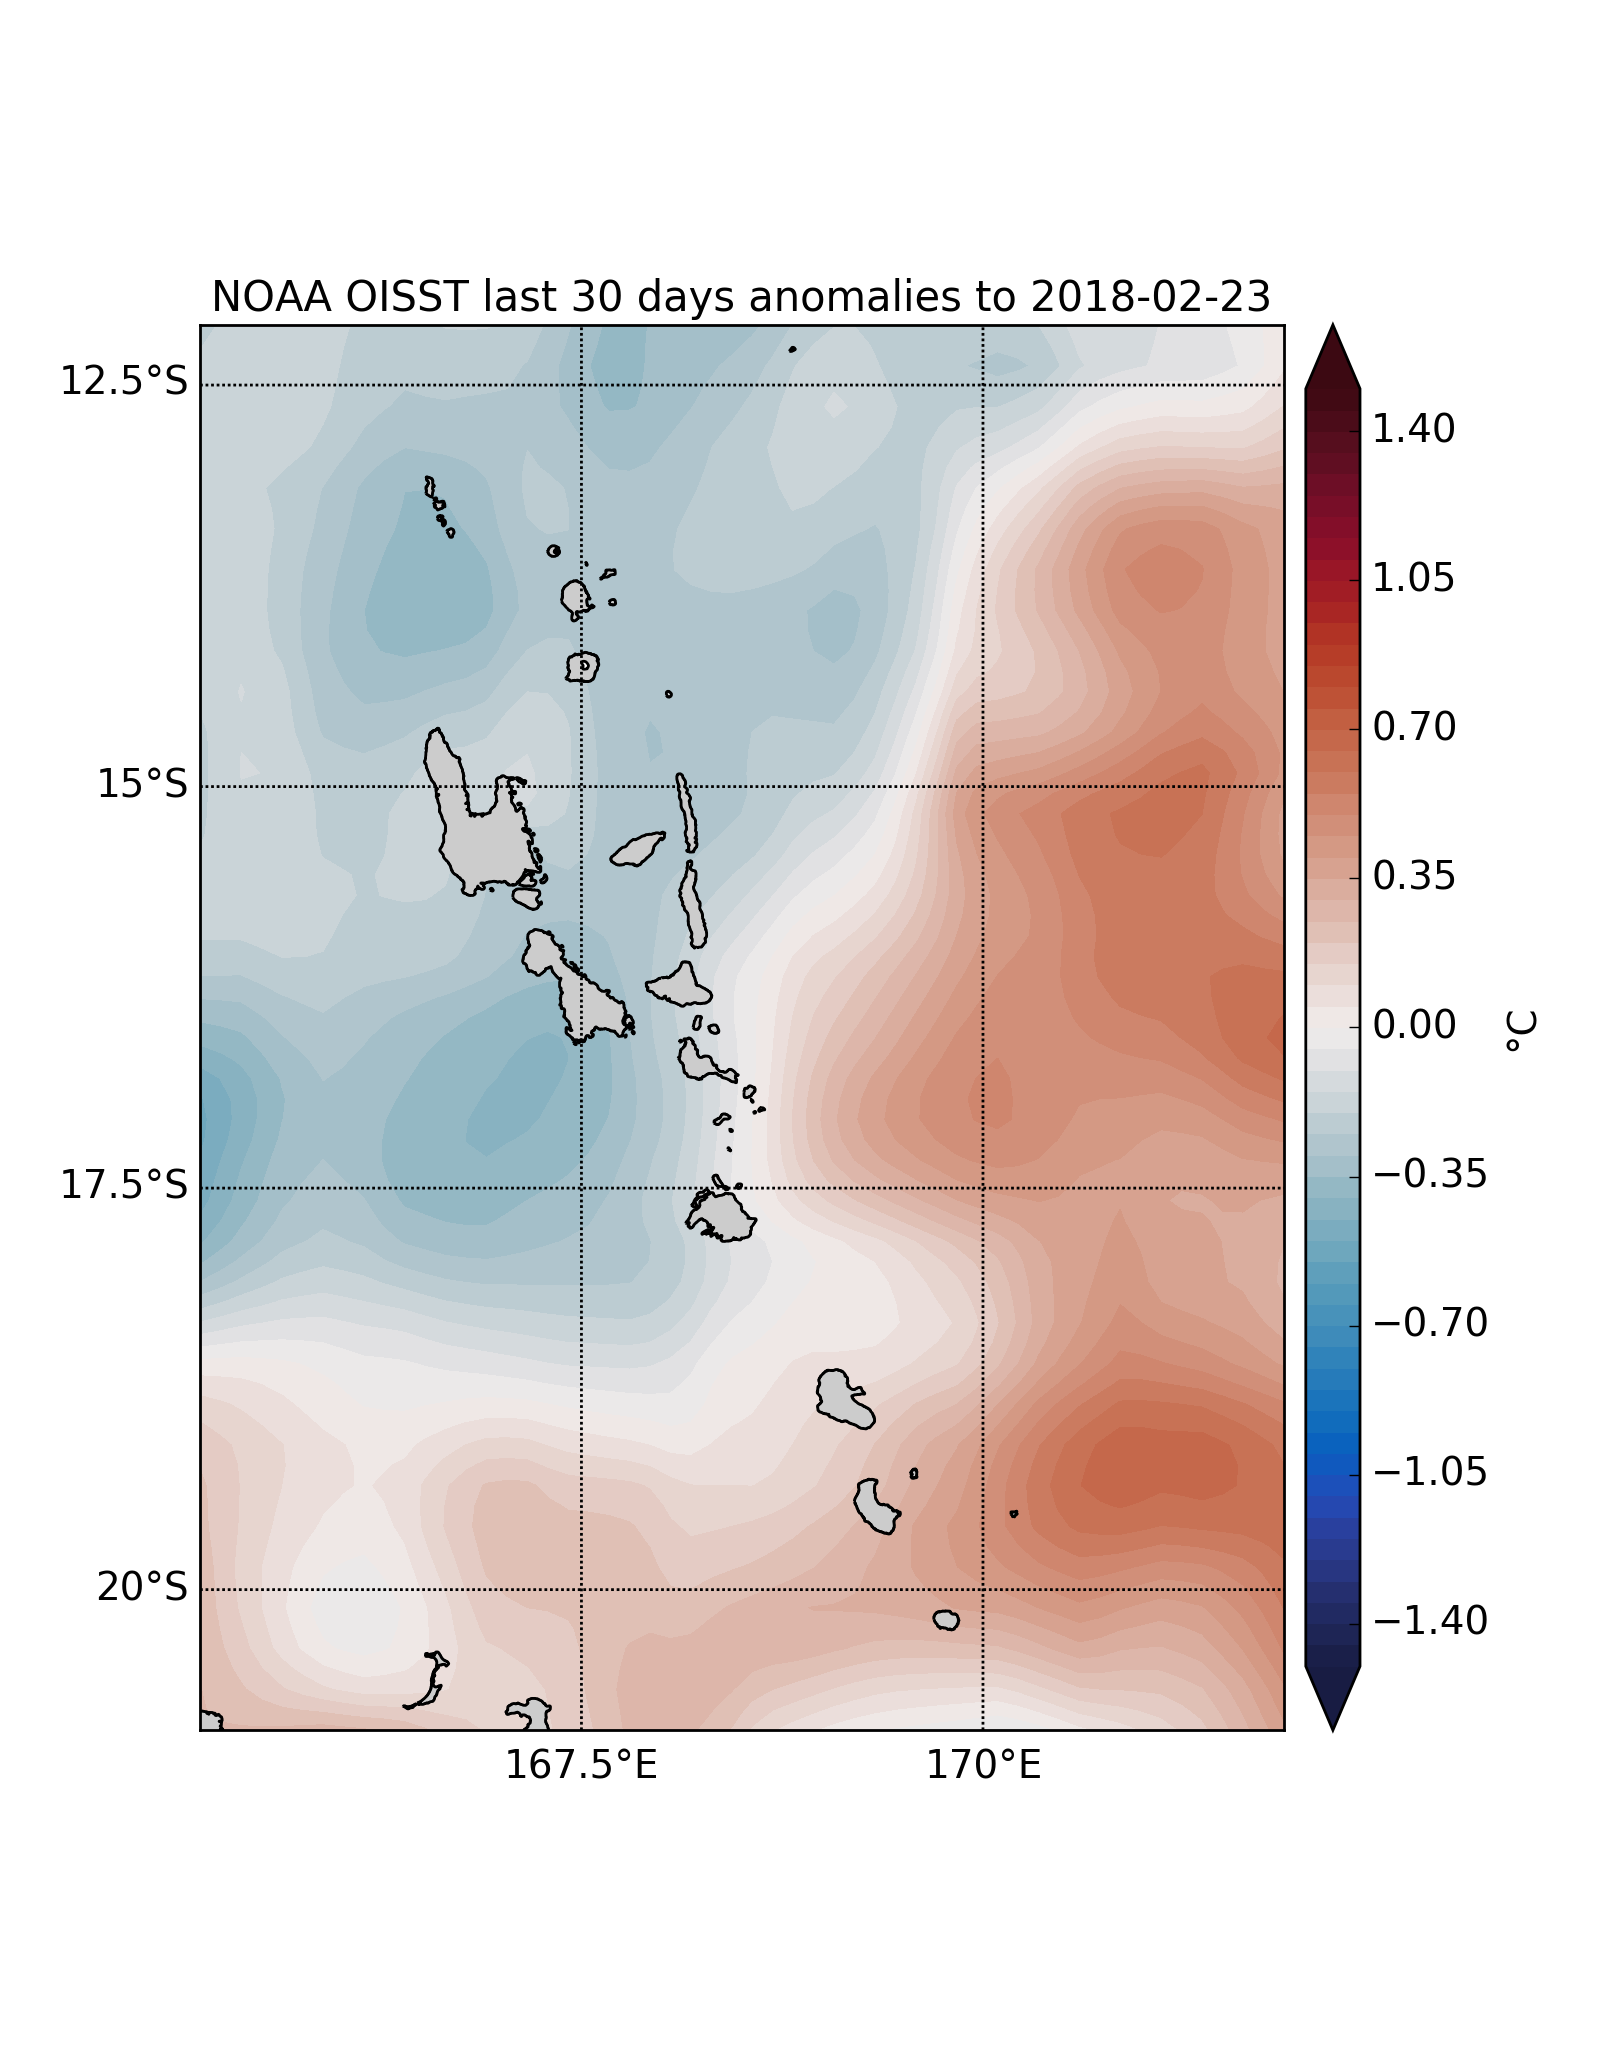 NOAA OISST last 30 days anomalies to 2018-02-23
12.5°S
15°S
17.5°S
20°S
167.5°E
170°E
1.40
1.05
0.70
0.35
0.00
−0.35
−0.70
−1.05
−1.40
°C